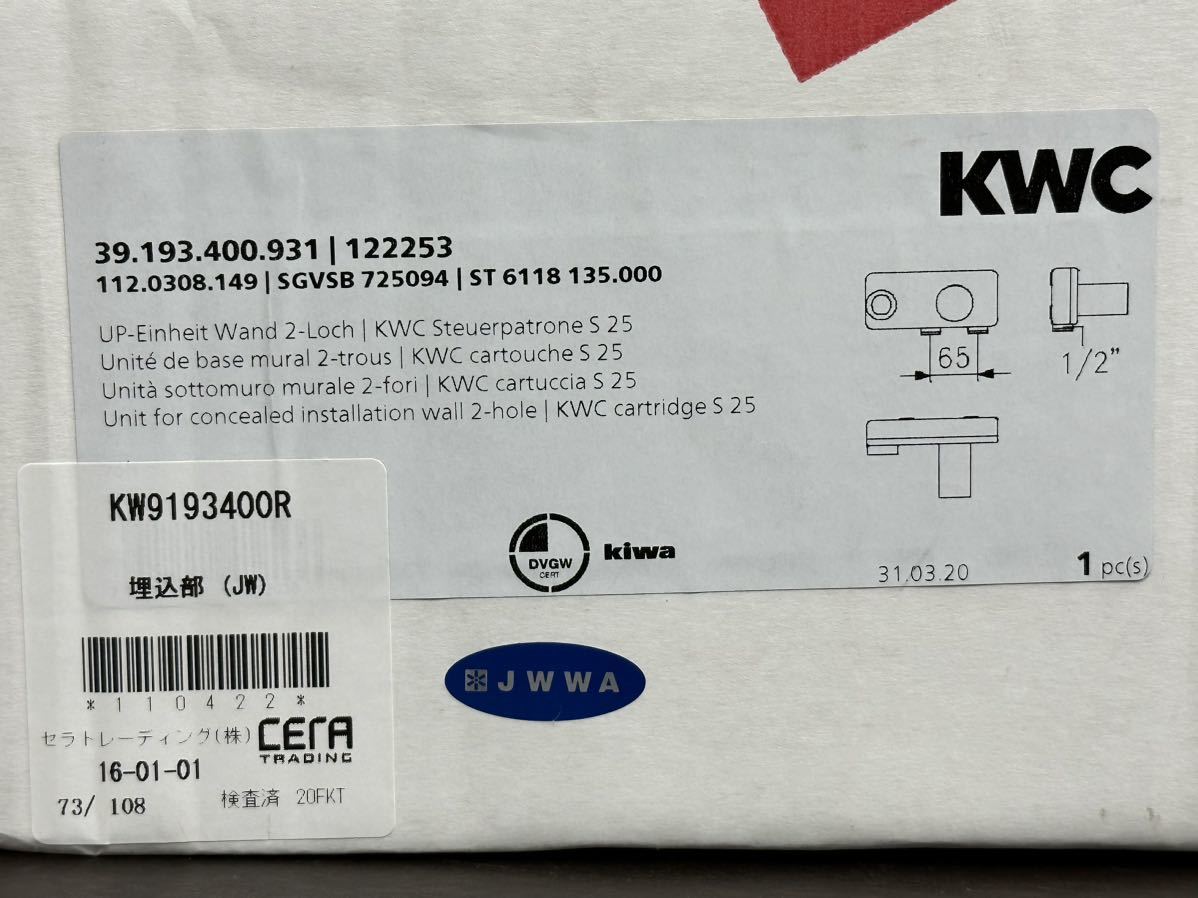 KWC
39.193.400.931 | 122253
112.0308.149 | SGVSB 725094 | ST 6118 135.000
UP-Einheit Wand 2-Loch | KWC Steuerpatrone S 25
Unité de base mural 2-trous | KWC cartouche S 25
Unità sottomuro murale 2-fori | KWC cartuccia S 25
Unit for concealed installation wall 2-hole | KWC cartridge S 25
65
1/2"
DVGW
CERT
kiwa
31.03.20
1 pc(s)
JWWA
KW9193400R
埋込部 (JW)
*110422*
セラトレーディング(株) CERA
TRADING
16-01-01
73/ 108
検査済 20FKT